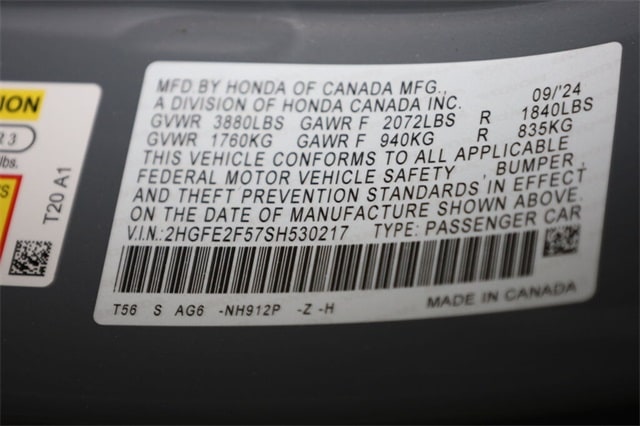 MFD.BY HONDA OF CANADA MFG.,
A DIVISION OF HONDA CANADA INC. 09/'24
GVWR 3880LBS GAWR F 2072LBS R 1840LBS
GVWR 1760KG GAWR F 940KG R 835KG
THIS VEHICLE CONFORMS TO ALL APPLICABLE
FEDERAL MOTOR VEHICLE SAFETY , BUMPER,
AND THEFT PREVENTION STANDARDS IN EFFECT
ON THE DATE OF MANUFACTURE SHOWN ABOVE.
V.I.N.:2HGFE2F57SH530217 TYPE: PASSENGER CAR
T56 S AG6 -NH912P -Z -H MADE IN CANADA
3
lbs.
T20 A1